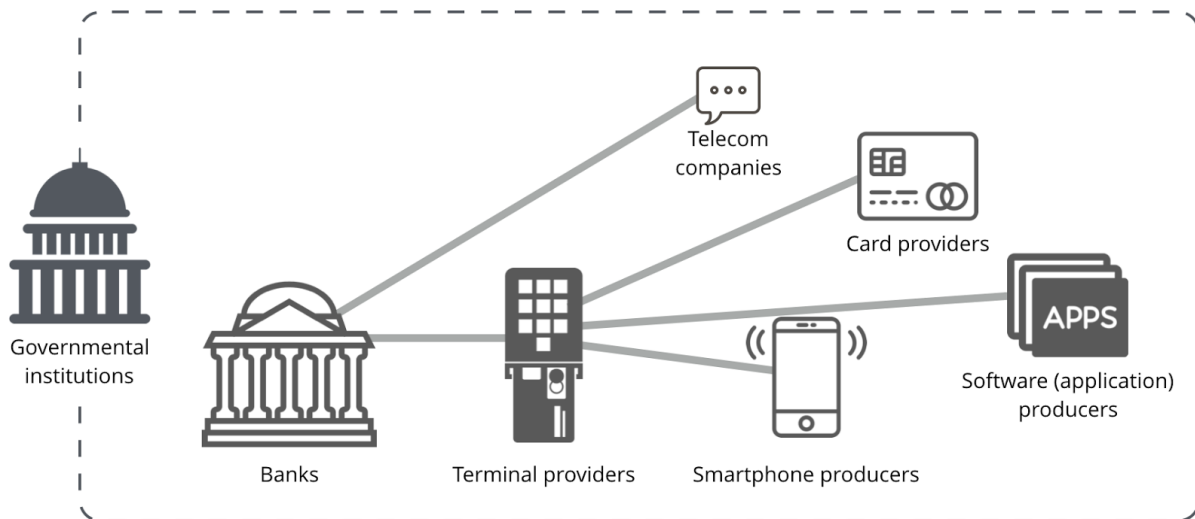 Telecom
companies
Card providers
APPS
Governmental
institutions
Software (application)
producers
Banks
Terminal providers
Smartphone producers